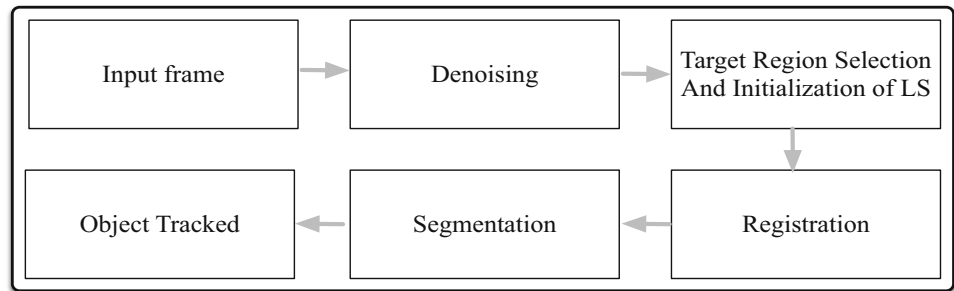 Input frame
Denoising
Target Region Selection
And Initialization of LS
Registration
Segmentation
Object Tracked